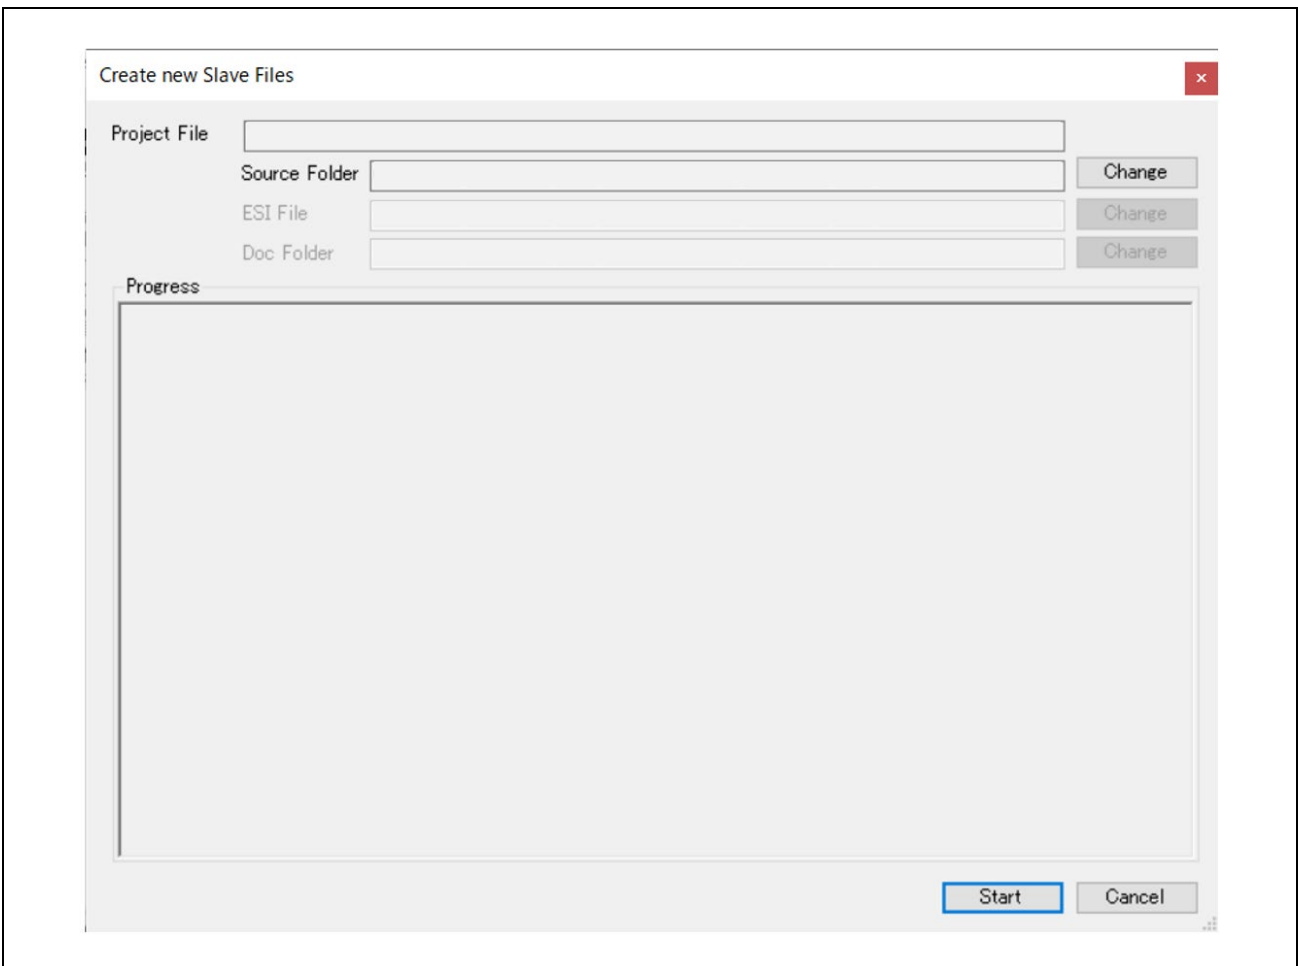 Create new Slave Files
Project File
Source Folder Change
ESI File Change
Doc Folder Change
Progress
Start Cancel